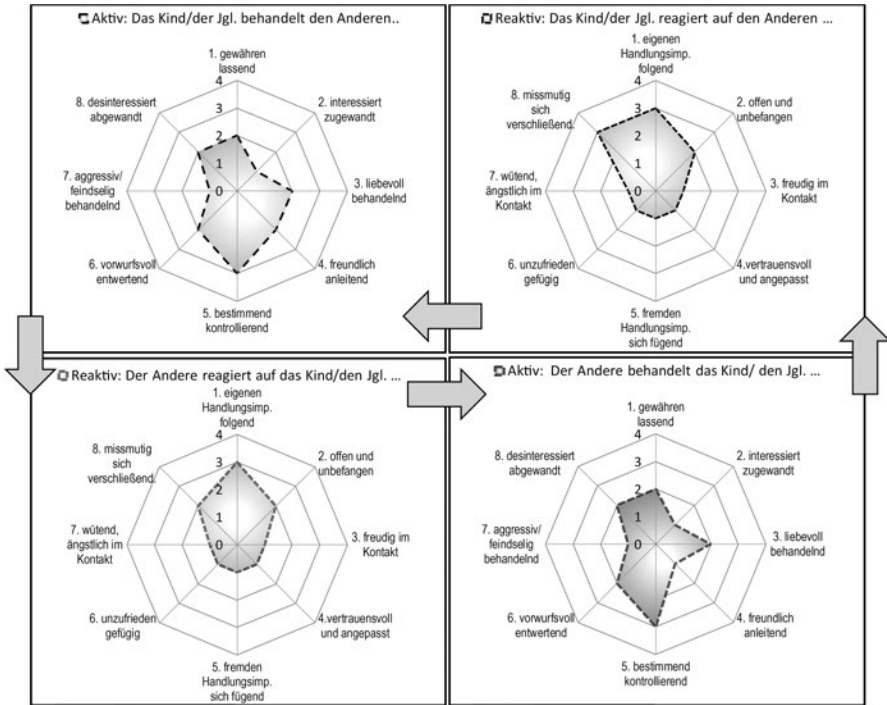 Aktiv: Das Kind/der Jgl. behandelt den Anderen..
1. gewähren
lassend
2. interessiert
zugewandt
3. liebevoll
behandelnd
4. freundlich
anleitend
5. bestimmend
kontrollierend
6. vorwurfsvoll
entwertend
7. aggressiv/
feindselig
behandelnd
8. desinteressiert
abgewandt
4
3
2
1
0
Reaktiv: Das Kind/der Jgl. reagiert auf den Anderen ...
1. eigenen
Handlungsimp.
folgend
2. offen und
unbefangen
3. freudig im
Kontakt
4.vertrauensvoll
und angepasst
5. fremden
Handlungsimp.
sich fügend
6. unzufrieden
gefügig
7. wütend,
ängstlich im
Kontakt
8. missmutig
sich
verschließend.
4
3
2
1
0
Reaktiv: Der Andere reagiert auf das Kind/den Jgl. ...
1. eigenen
Handlungsimp.
folgend
2. offen und
unbefangen
3. freudig im
Kontakt
4.vertrauensvoll
und angepasst
5. fremden
Handlungsimp.
sich fügend
6. unzufrieden
gefügig
7. wütend,
ängstlich im
Kontakt
8. missmutig
sich
verschließend.
4
3
2
1
0
Aktiv: Der Andere behandelt das Kind/ den Jgl. ...
1. gewähren
lassend
2. interessiert
zugewandt
3. liebevoll
behandelnd
4. freundlich
anleitend
5. bestimmend
kontrollierend
6. vorwurfsvoll
entwertend
7. aggressiv/
feindselig
behandelnd
8. desinteressiert
abgewandt
4
3
2
1
0